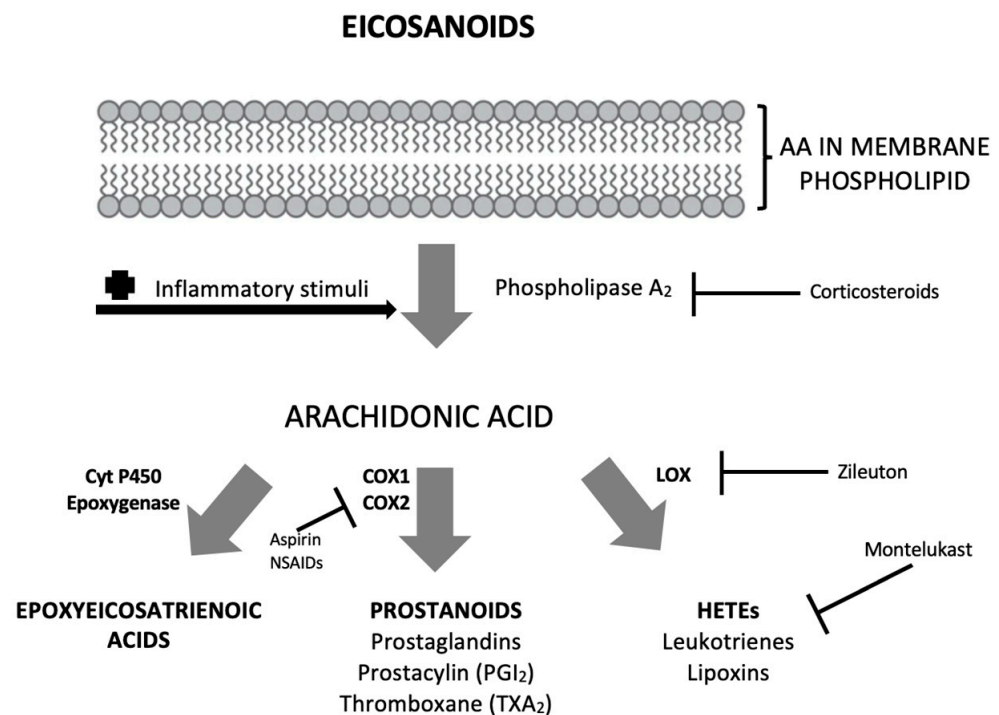 EICOSANOIDS
AA IN MEMBRANE
PHOSPHOLIPID
Inflammatory stimuli
Phospholipase A₂
Corticosteroids
ARACHIDONIC ACID
Cyt P450
Epoxygenase
COX1
COX2
LOX
Zileuton
Aspirin
NSAIDs
Montelukast
EPOXYEICOSATRIENOIC
ACIDS
PROSTANOIDS
Prostaglandins
Prostacylin (PGI₂)
Thromboxane (TXA₂)
HETEs
Leukotrienes
Lipoxins